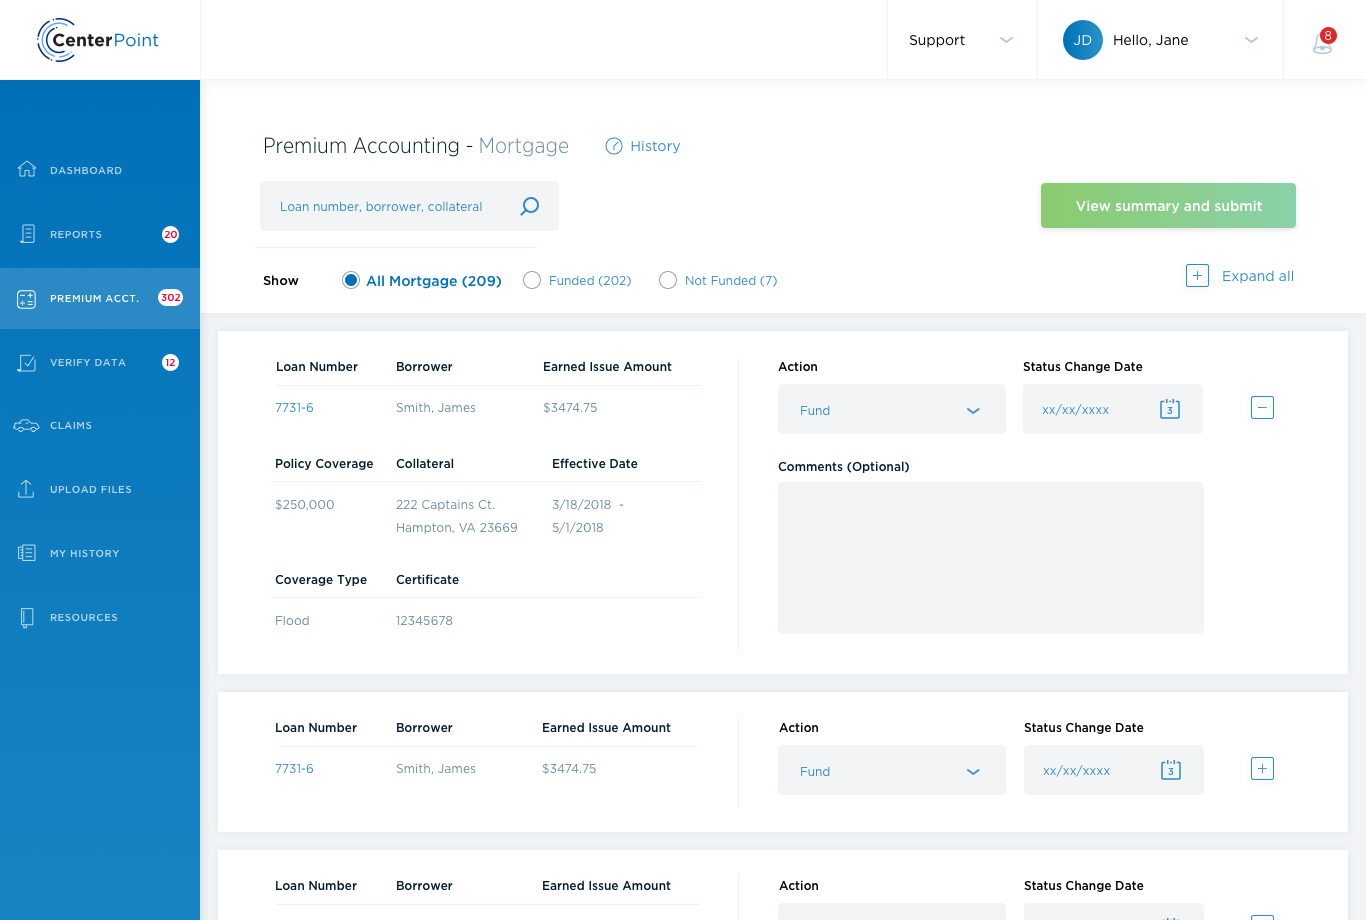 CenterPoint
Support
JD
Hello, Jane
8
DASHBOARD
REPORTS 20
PREMIUM ACCT. 302
VERIFY DATA 12
CLAIMS
UPLOAD FILES
MY HISTORY
RESOURCES
Premium Accounting - Mortgage
History
Loan number, borrower, collateral
View summary and submit
Show All Mortgage (209) Funded (202) Not Funded (7)
Expand all
Loan Number Borrower Earned Issue Amount
7731-6 Smith, James $3474.75
Policy Coverage Collateral Effective Date
$250,000 222 Captains Ct. 3/18/2018 -
Hampton, VA 23669 5/1/2018
Coverage Type Certificate
Flood 12345678
Action Status Change Date
Fund xx/xx/xxxx 3
Comments (Optional)
Loan Number Borrower Earned Issue Amount
7731-6 Smith, James $3474.75
Action Status Change Date
Fund xx/xx/xxxx 3
Loan Number Borrower Earned Issue Amount
Action Status Change Date